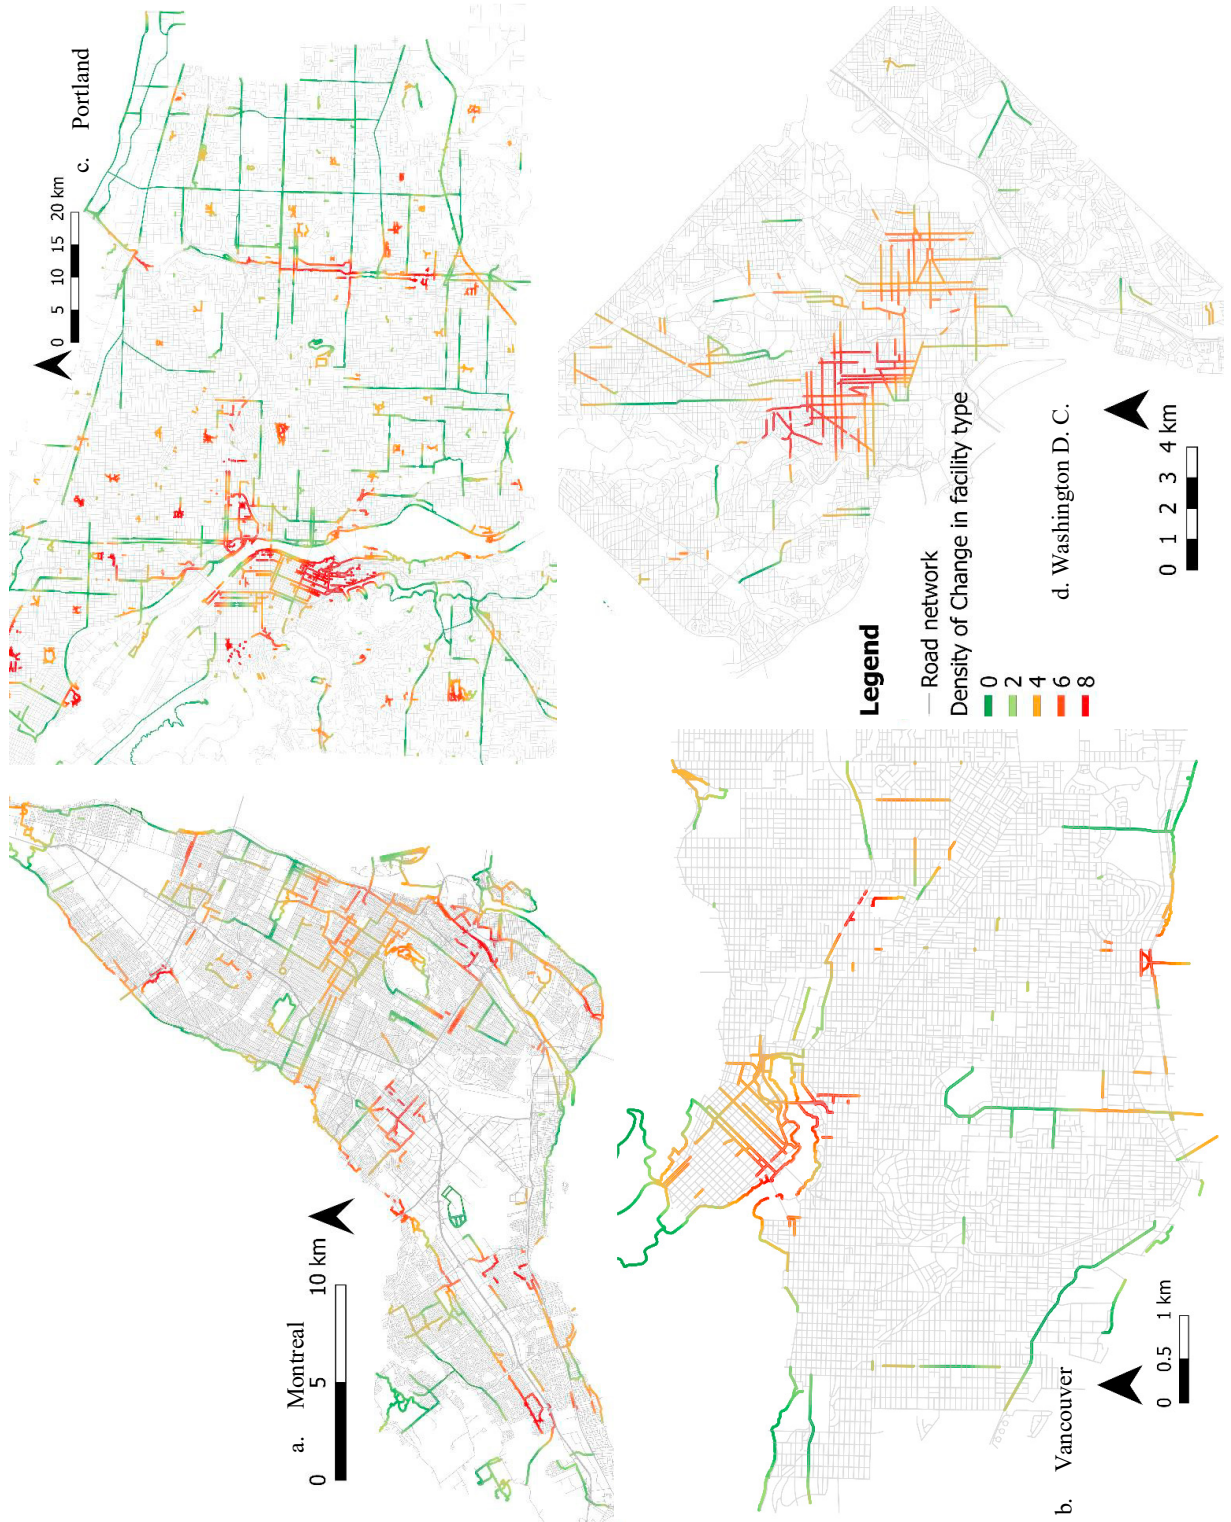 a. Montreal
0 5 10 km
b. Vancouver
0 0.5 1 km
c. Portland
0 5 10 15 20 km
d. Washington D. C.
0 1 2 3 4 km
Legend
Road network
Density of Change in facility type
0
2
4
6
8